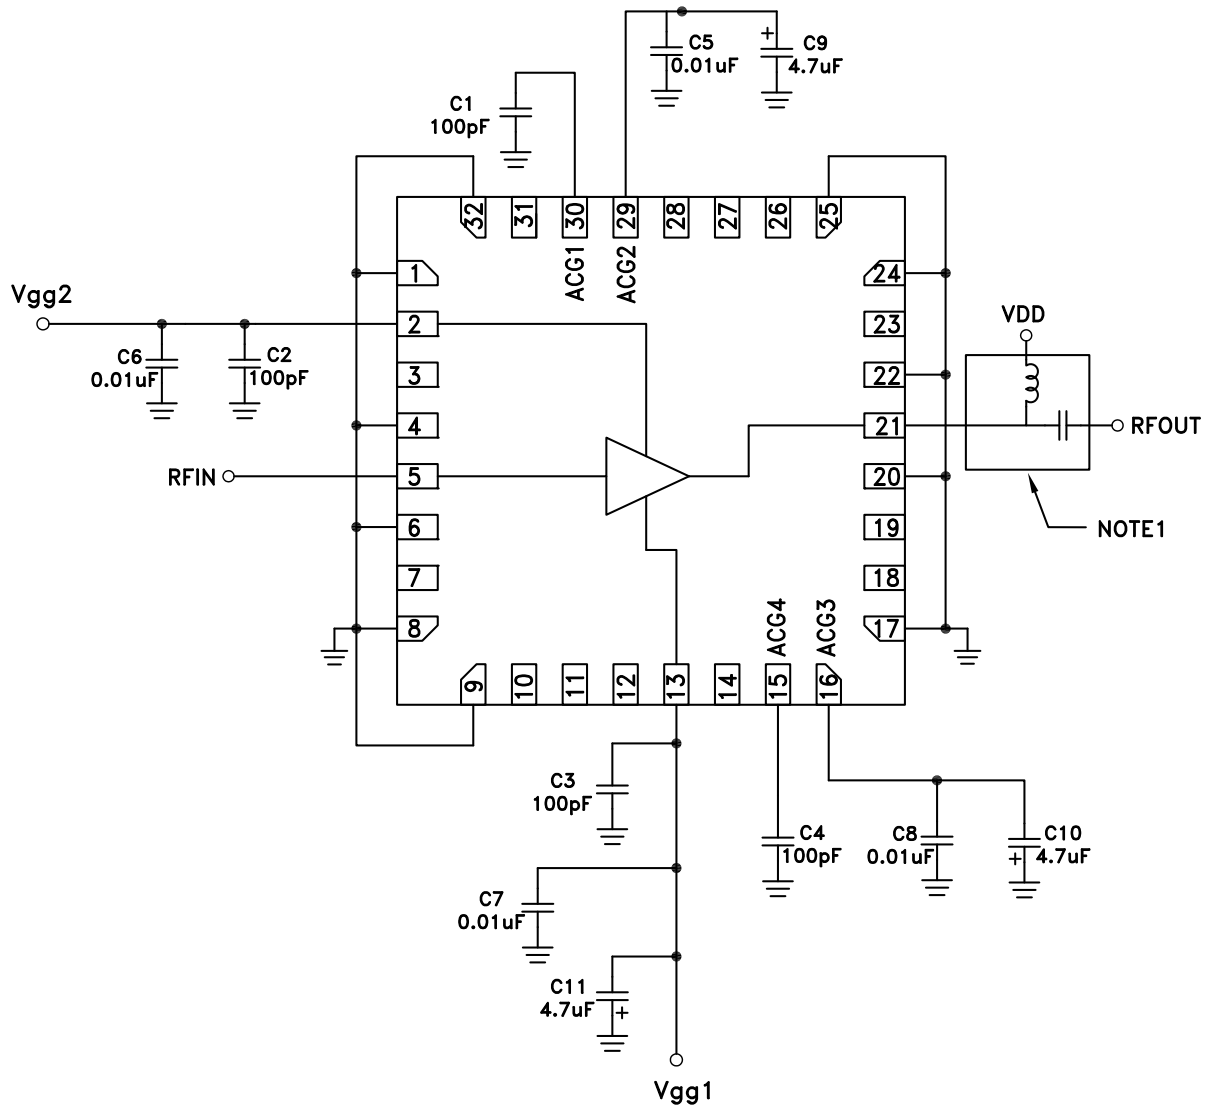 C5
0.01uF
+
C9
4.7uF
C1
100pF
32
31
30
29
28
27
26
25
ACG1
ACG2
1
2
3
4
5
6
7
8
24
23
22
21
20
19
18
17
Vgg2
C6
0.01uF
C2
100pF
RFIN
VDD
RFOUT
NOTE1
ACG4
ACG3
9
10
11
12
13
14
15
16
C3
100pF
C4
100pF
C8
0.01uF
C10
+
4.7uF
C7
0.01uF
C11
4.7uF
+
Vgg1